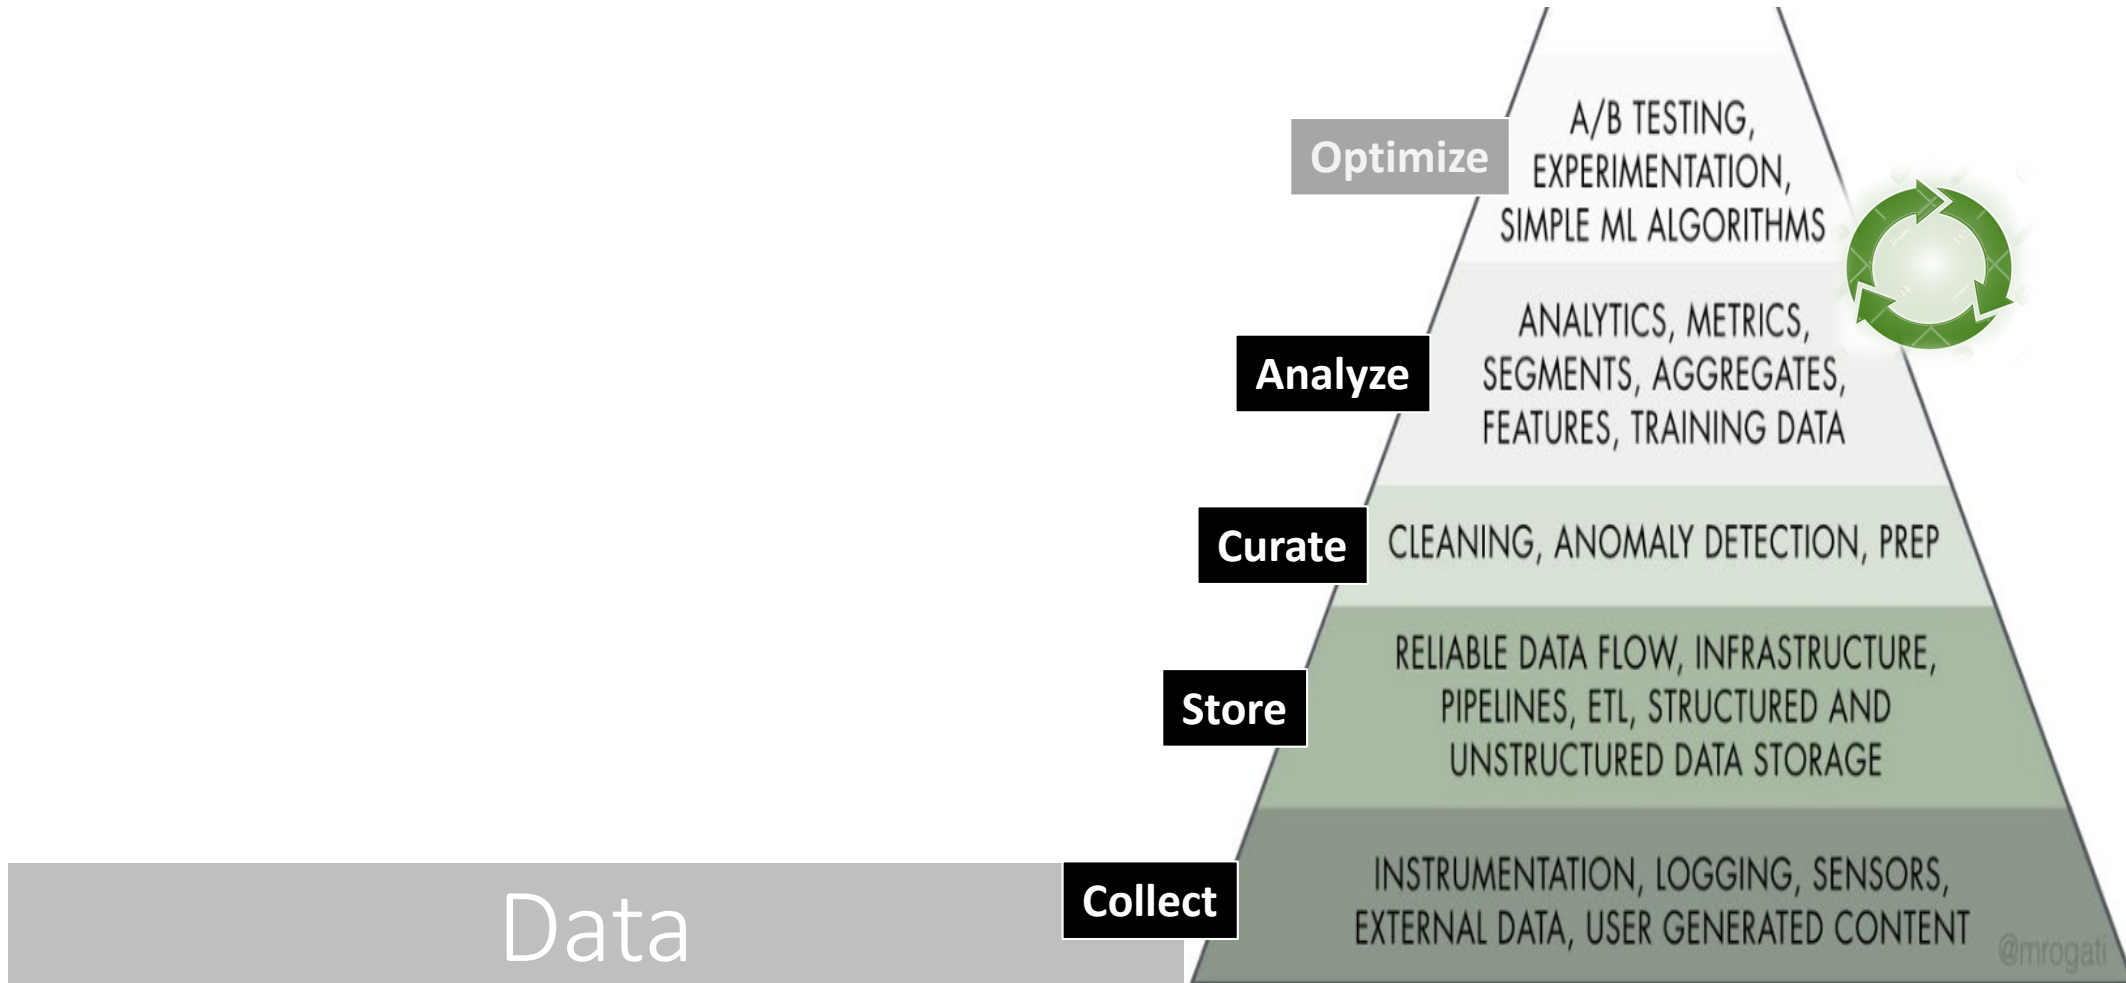 Optimize
A/B TESTING,
EXPERIMENTATION,
SIMPLE ML ALGORITHMS
Analyze
ANALYTICS, METRICS,
SEGMENTS, AGGREGATES,
FEATURES, TRAINING DATA
Curate
CLEANING, ANOMALY DETECTION, PREP
Store
RELIABLE DATA FLOW, INFRASTRUCTURE,
PIPELINES, ETL, STRUCTURED AND
UNSTRUCTURED DATA STORAGE
Collect
INSTRUMENTATION, LOGGING, SENSORS,
EXTERNAL DATA, USER GENERATED CONTENT
@mrogati
Data